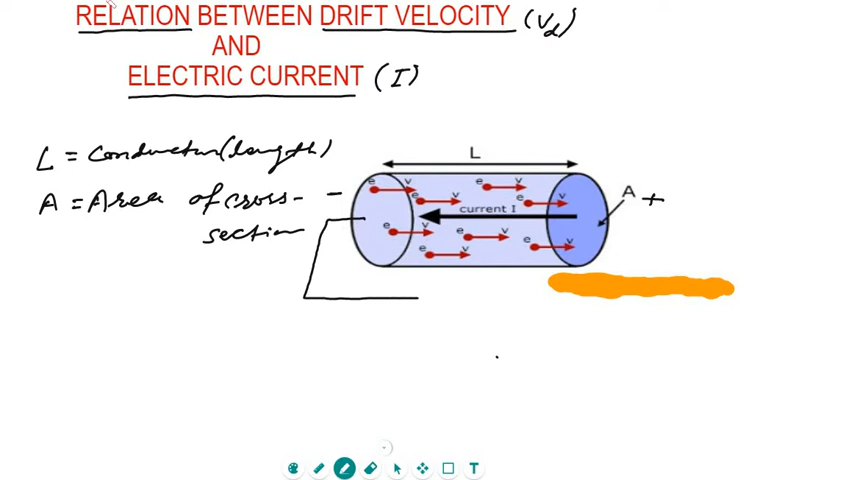 RELATION BETWEEN DRIFT VELOCITY (Vd)
AND
ELECTRIC CURRENT (I)
L = Conductor (length)
A = Area of cross-
section
L
e v e v e v e v
current I
e v e v e v e v
A +
-
T